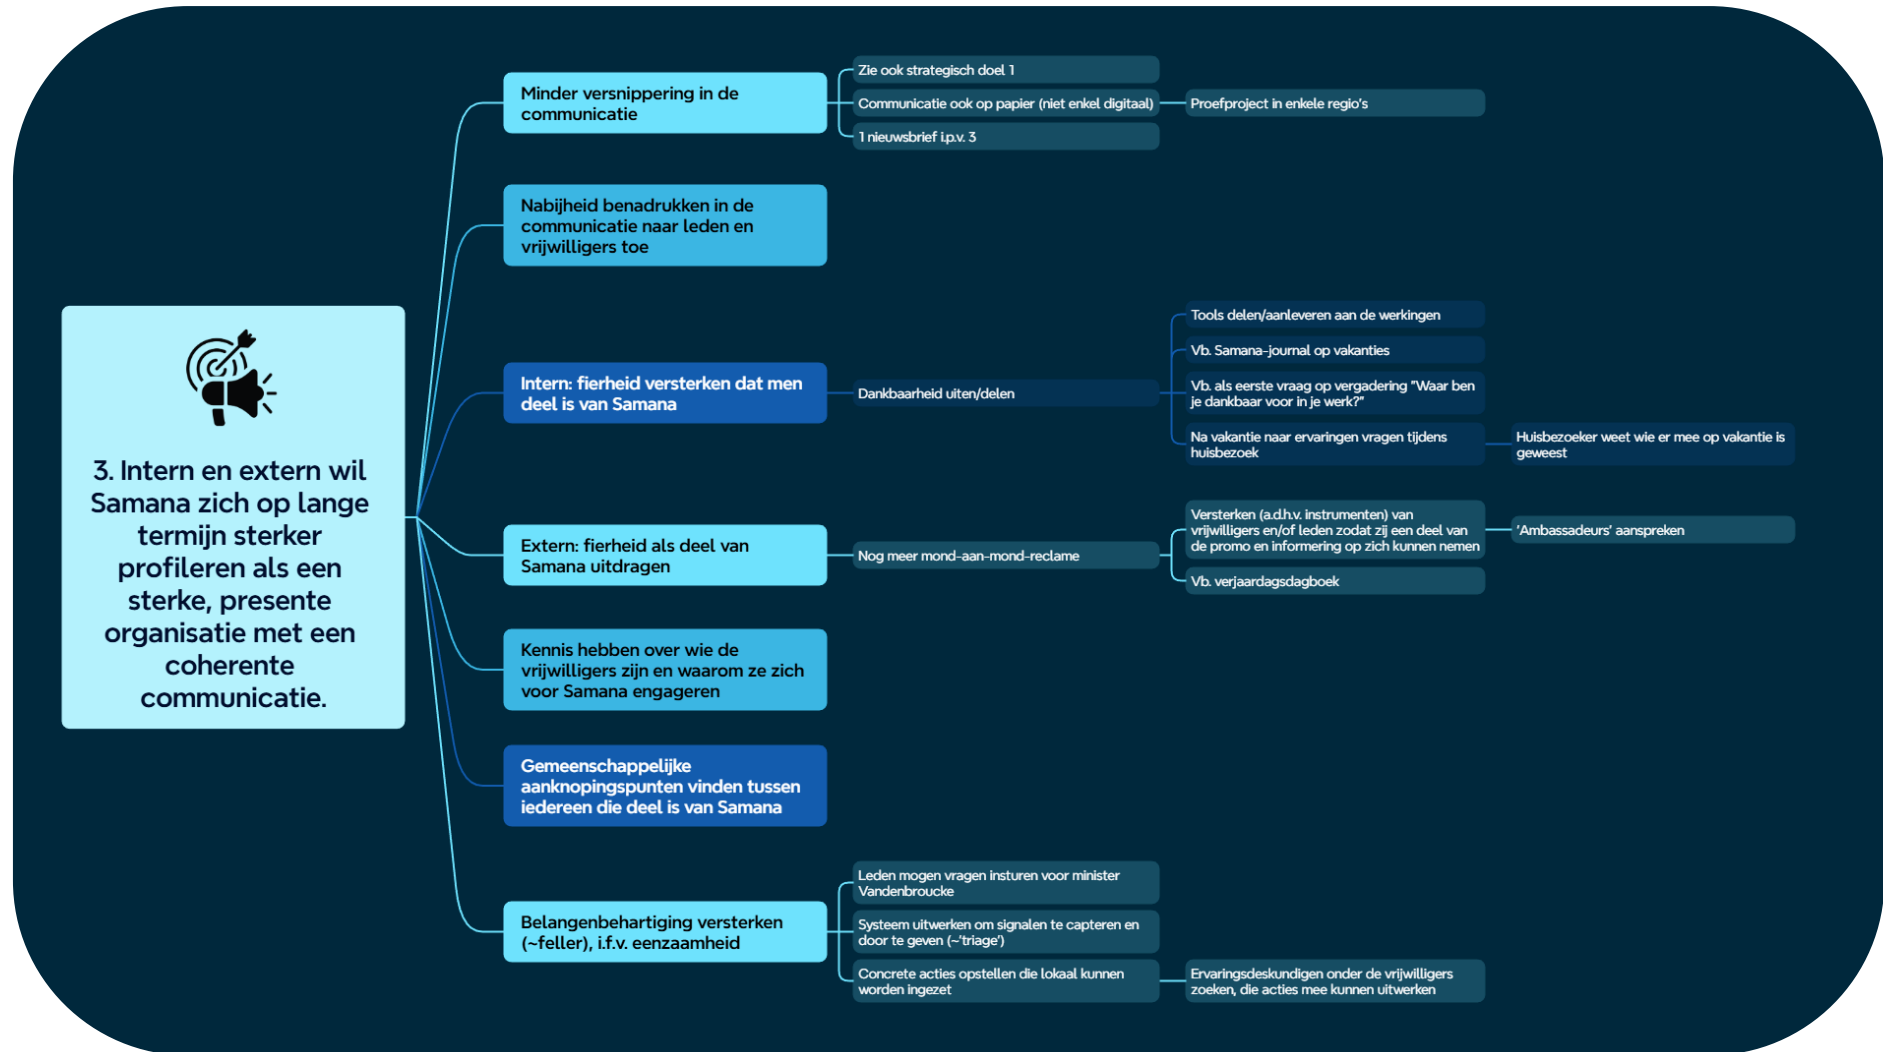 3. Intern en extern wil
Samana zich op lange
termijn sterker
profileren als een
sterke, presente
organisatie met een
coherente
communicatie.
Minder versnippering in de
communicatie
Zie ook strategisch doel 1
Communicatie ook op papier (niet enkel digitaal)
Proefproject in enkele regio's
1 nieuwsbrief i.p.v. 3
Nabijheid benadrukken in de
communicatie naar leden en
vrijwilligers toe
Intern: fierheid versterken dat men
deel is van Samana
Dankbaarheid uiten/delen
Tools delen/aanleveren aan de werkingen
Vb. Samana-journal op vakanties
Vb. als eerste vraag op vergadering "Waar ben
je dankbaar voor in je werk?"
Na vakantie naar ervaringen vragen tijdens
huisbezoek
Huisbezoeker weet wie er mee op vakantie is
geweest
Extern: fierheid als deel van
Samana uitdragen
Nog meer mond-aan-mond-reclame
Versterken (a.d.h.v. instrumenten) van
vrijwilligers en/of leden zodat zij een deel van
de promo en informering op zich kunnen nemen
'Ambassadeurs' aanspreken
Vb. verjaardagsdagboek
Kennis hebben over wie de
vrijwilligers zijn en waarom ze zich
voor Samana engageren
Gemeenschappelijke
aanknopingspunten vinden tussen
iedereen die deel is van Samana
Belangenbehartiging versterken
(~feller), i.f.v. eenzaamheid
Leden mogen vragen insturen voor minister
Vandenbroucke
Systeem uitwerken om signalen te capteren en
door te geven (~'triage')
Concrete acties opstellen die lokaal kunnen
worden ingezet
Ervaringsdeskundigen onder de vrijwilligers
zoeken, die acties mee kunnen uitwerken